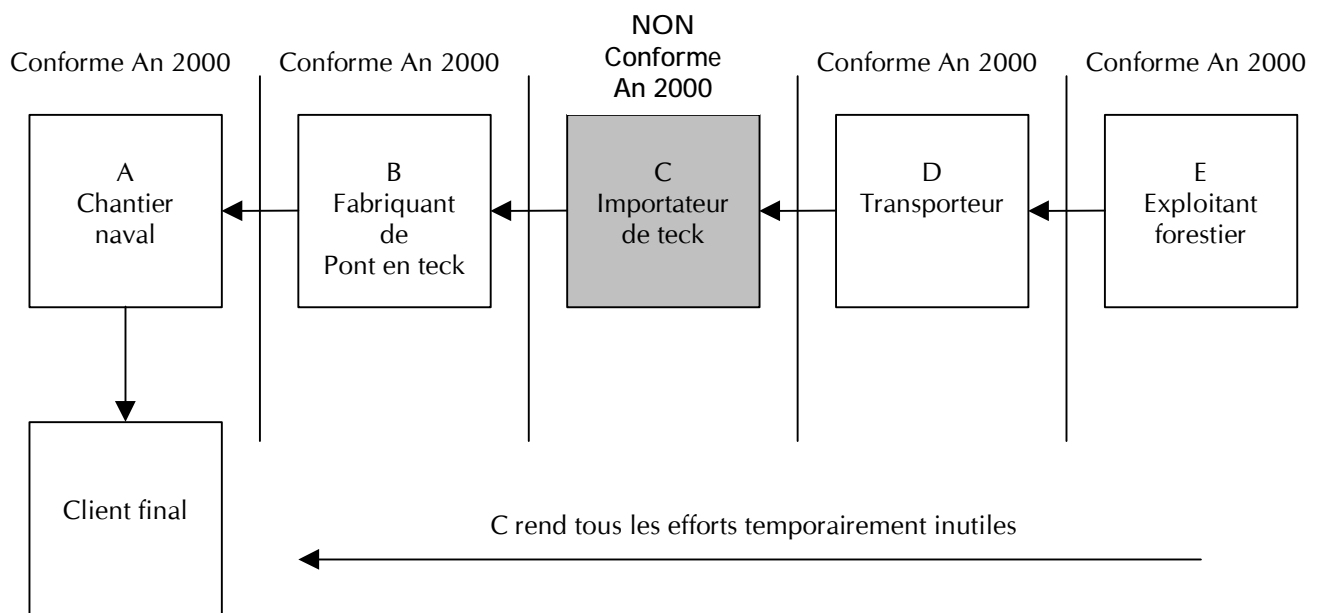 Conforme An 2000
Conforme An 2000
NON
Conforme
An 2000
Conforme An 2000
Conforme An 2000
A
Chantier
naval
B
Fabriquant
de
Pont en teck
C
Importateur
de teck
D
Transporteur
E
Exploitant
forestier
Client final
C rend tous les efforts temporairement inutiles